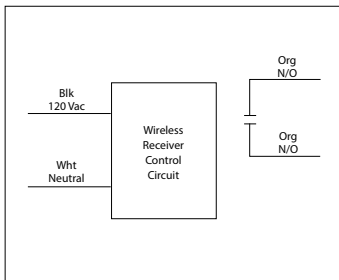 Blk
120 Vac
Wht
Neutral
Wireless
Receiver
Control
Circuit
Org
N/O
Org
N/O